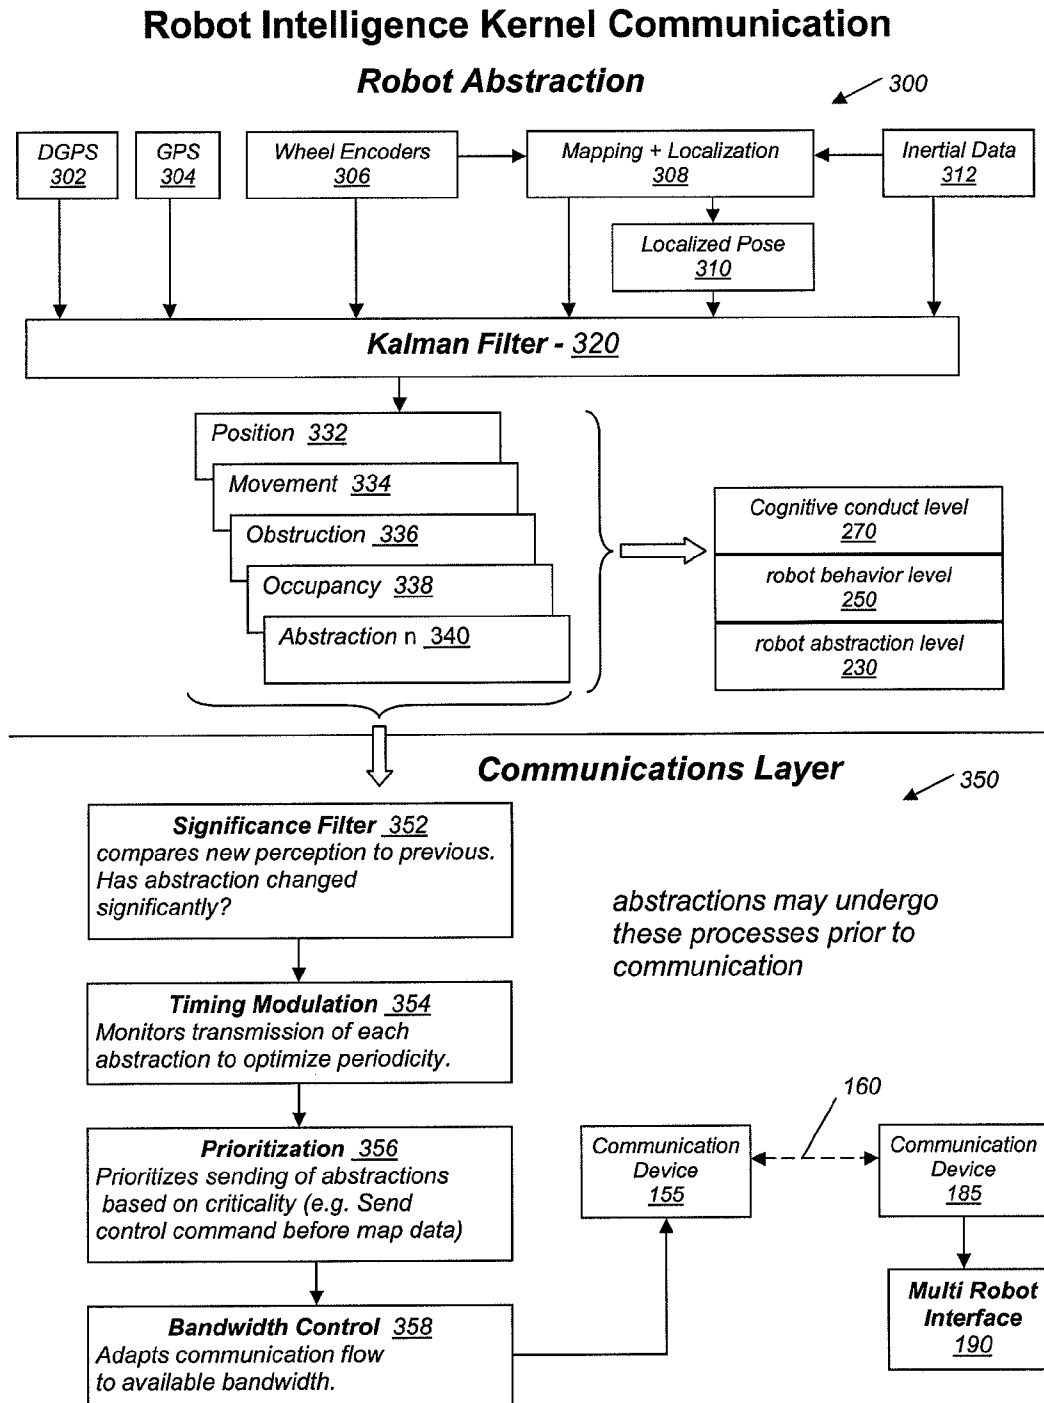 Robot Intelligence Kernel Communication
Robot Abstraction
300
DGPS
302
GPS
304
Wheel Encoders
306
Mapping + Localization
308
Inertial Data
312
Localized Pose
310
Kalman Filter - 320
Position 332
Movement 334
Obstruction 336
Occupancy 338
Abstraction n 340
Cognitive conduct level
270
robot behavior level
250
robot abstraction level
230
Communications Layer
350
Significance Filter 352
compares new perception to previous.
Has abstraction changed
significantly?
abstractions may undergo
these processes prior to
communication
Timing Modulation 354
Monitors transmission of each
abstraction to optimize periodicity.
160
Prioritization 356
Prioritizes sending of abstractions
based on criticality (e.g. Send
control command before map data)
Communication
Device
155
Communication
Device
185
Bandwidth Control 358
Adapts communication flow
to available bandwidth.
Multi Robot
Interface
190